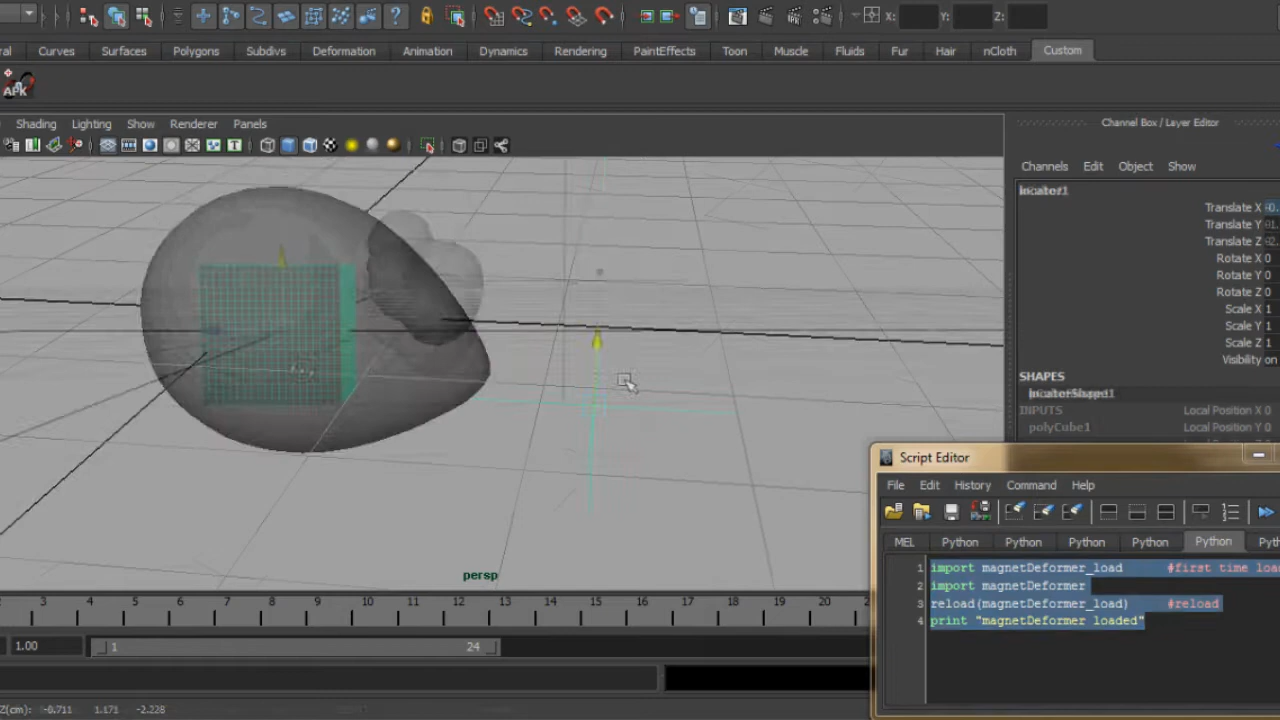 X: Y: Z:
Curves Surfaces Polygons Subdivs Deformation Animation Dynamics Rendering PaintEffects Toon Muscle Fluids Fur Hair nCloth Custom
APK
Shading Lighting Show Renderer Panels
Channel Box / Layer Editor
Channels Edit Object Show
locator1
Translate X
Translate Y
Translate Z
Rotate X 0
Rotate Y 0
Rotate Z 0
Scale X 1
Scale Y 1
Scale Z 1
Visibility on
SHAPES
locatorShape1
INPUTS Local Position X 0
polyCube1 Local Position Y 0
persp
Script Editor
File Edit History Command Help
MEL Python Python Python Python Python
1 import magnetDeformer_load #first time
2 import magnetDeformer
3 reload(magnetDeformer_load) #reload
4 print "magnetDeformer loaded"
3 4 5 6 7 8 9 10 11 12 13 14 15 16 17 18 19 20
1.00 1 24
Z(cm): -0.711 1.171 -2.228